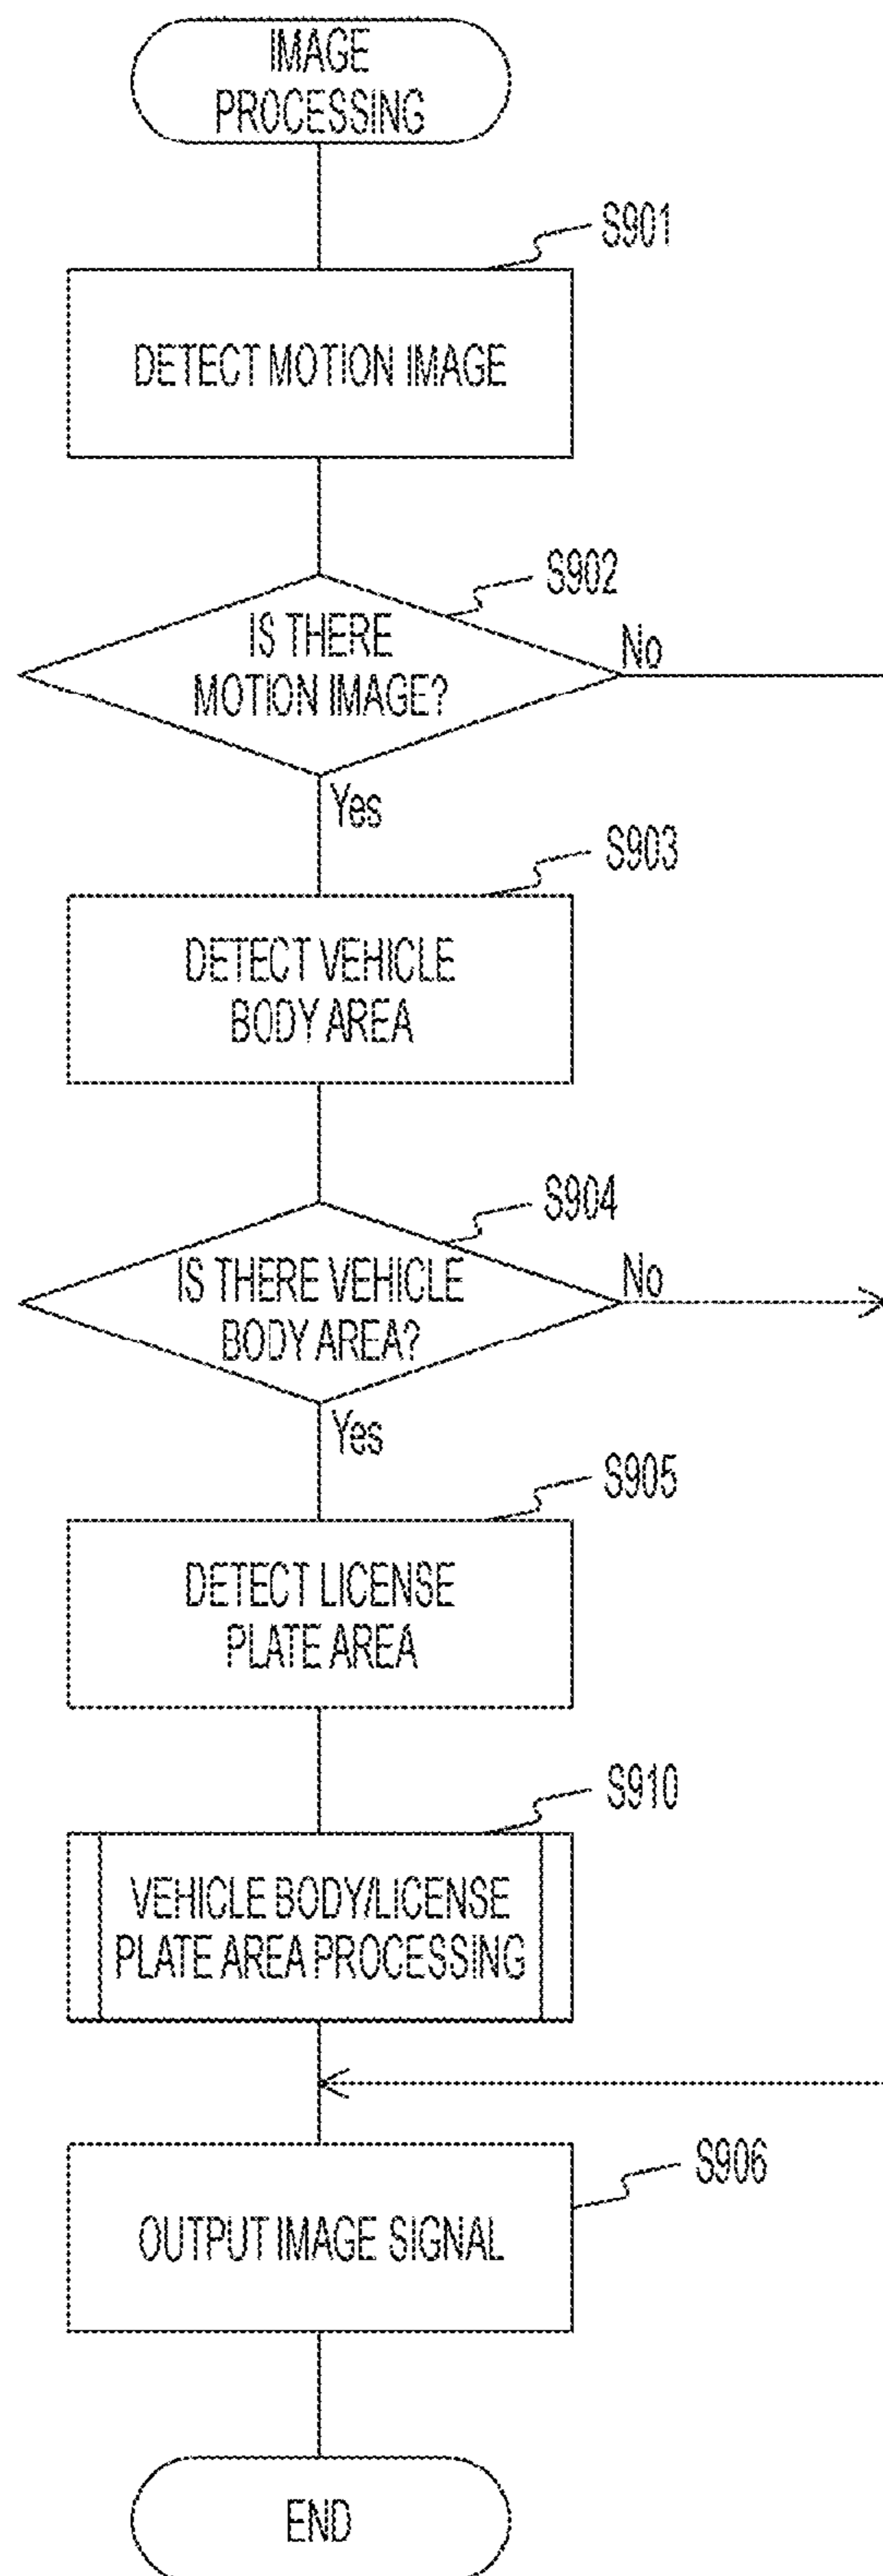 IMAGE
PROCESSING
S901
DETECT MOTION IMAGE
S902
IS THERE
MOTION IMAGE?
No
Yes
S903
DETECT VEHICLE
BODY AREA
S904
IS THERE VEHICLE
BODY AREA?
No
Yes
S905
DETECT LICENSE
PLATE AREA
S910
VEHICLE BODY/LICENSE
PLATE AREA PROCESSING
S906
OUTPUT IMAGE SIGNAL
END